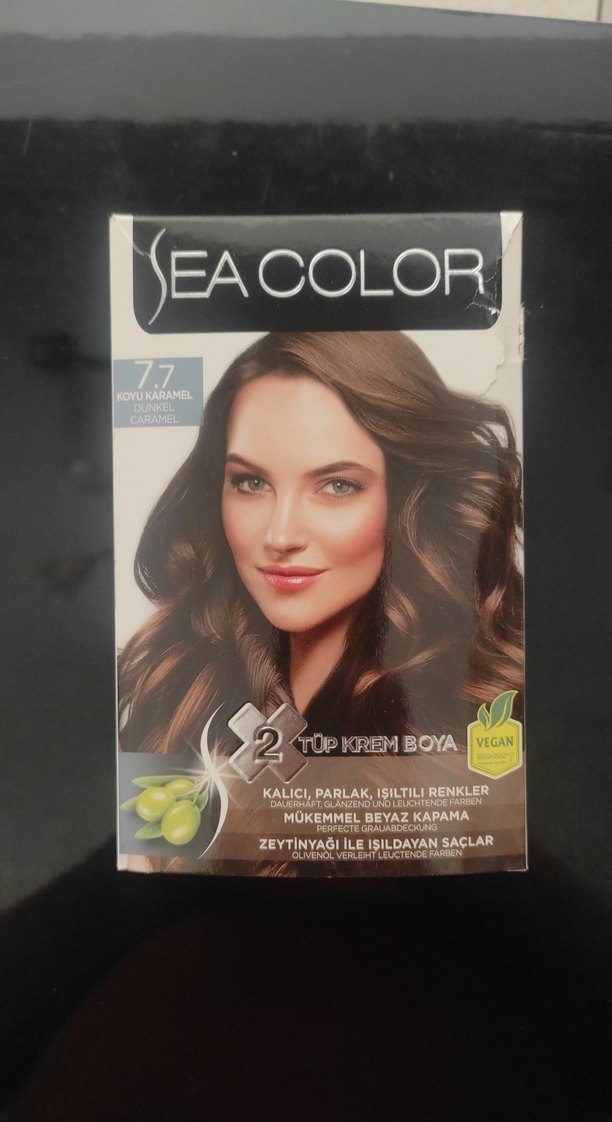 SEA COLOR
7.7
KOYU KARAMEL
DUNKEL
CARAMEL
2 TÜP KREM BOYA
VEGAN
KALICI, PARLAK, IŞILTILI RENKLER
DAUERHAFT, GLÄNZEND UND LEUCHTENDE FARBEN
MÜKEMMEL BEYAZ KAPAMA
PERFECTE GRAUABDECKUNG
ZEYTİNYAĞI İLE IŞILDAYAN SAÇLAR
OLIVENÖL VERLEIHT LEUCTENDE FARBEN